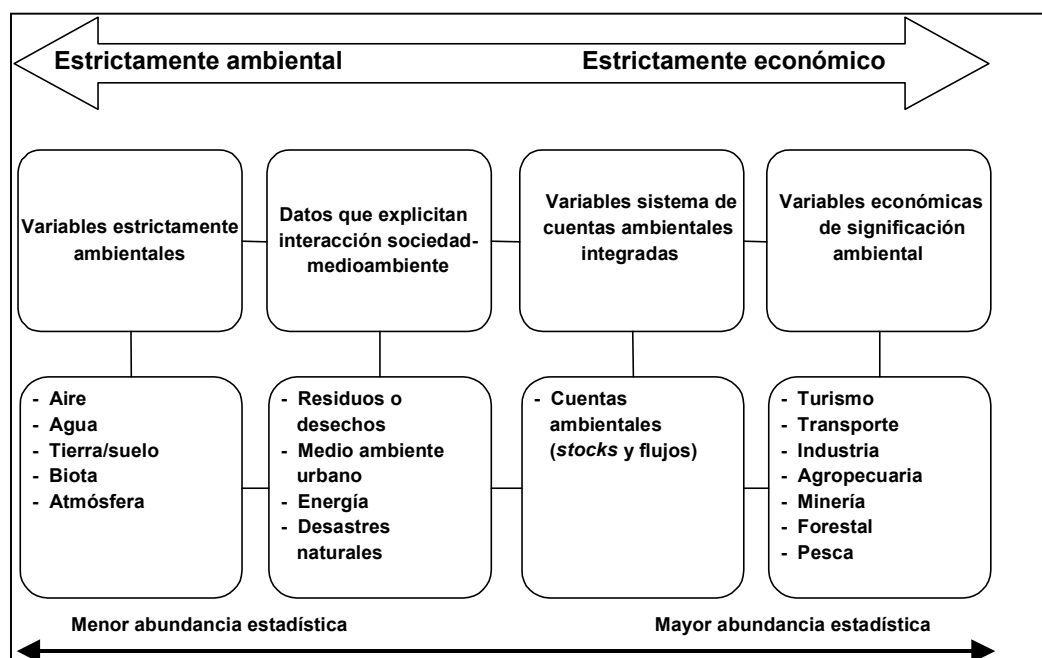 Estrictamente ambiental
Estrictamente económico
Variables estrictamente
ambientales
Datos que explicitan
interacción sociedad-
medioambiente
Variables sistema de
cuentas ambientales
integradas
Variables económicas
de significación
ambiental
- Aire
- Agua
- Tierra/suelo
- Biota
- Atmósfera
- Residuos o
desechos
- Medio ambiente
urbano
- Energía
- Desastres
naturales
- Cuentas
ambientales
(stocks y flujos)
- Turismo
- Transporte
- Industria
- Agropecuaria
- Minería
- Forestal
- Pesca
Menor abundancia estadística
Mayor abundancia estadística